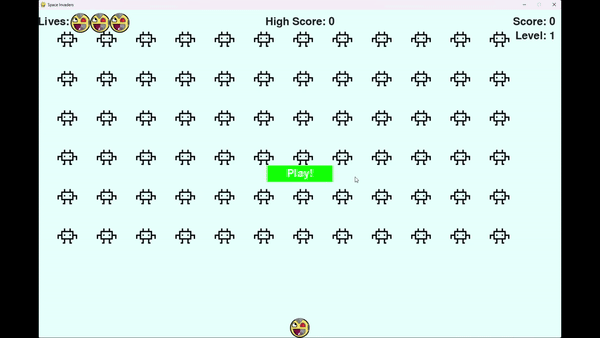 Space Invaders
Lives:
High Score: 0
Score: 0
Level: 1
Play!